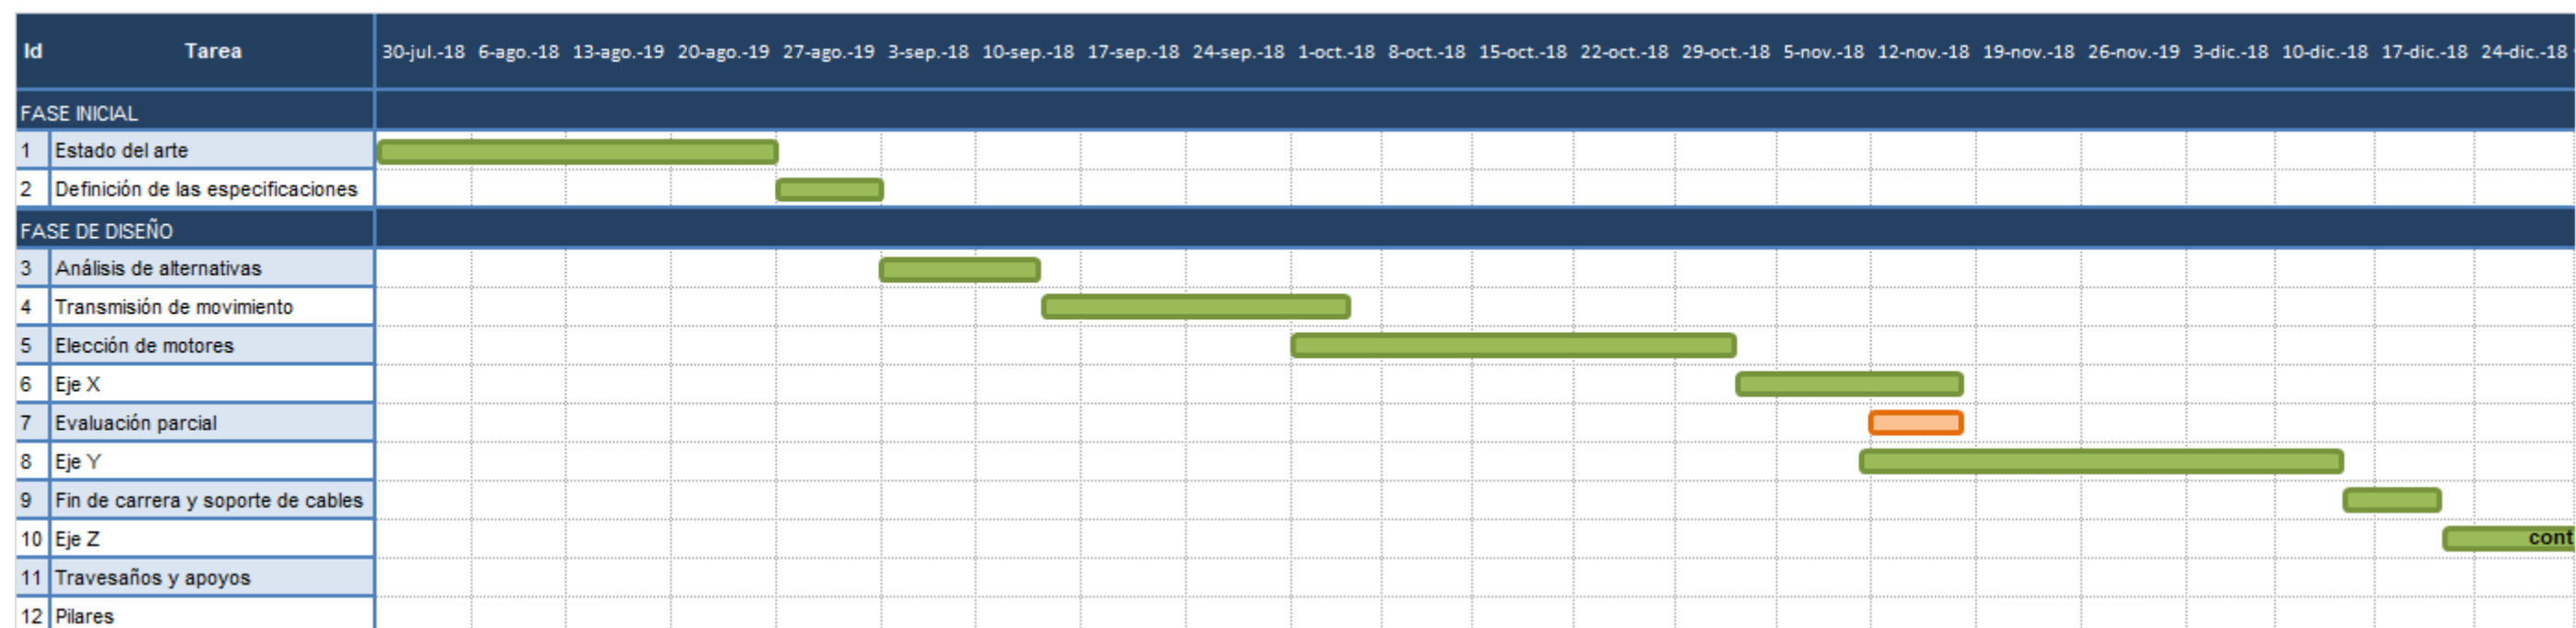 Id Tarea 30-jul.-18 6-ago.-18 13-ago.-19 20-ago.-19 27-ago.-19 3-sep.-18 10-sep.-18 17-sep.-18 24-sep.-18 1-oct.-18 8-oct.-18 15-oct.-18 22-oct.-18 29-oct.-18 5-nov.-18 12-nov.-18 19-nov.-18 26-nov.-19 3-dic.-18 10-dic.-18 17-dic.-18 24-dic.-18
FASE INICIAL
1 Estado del arte
2 Definición de las especificaciones
FASE DE DISEÑO
3 Análisis de alternativas
4 Transmisión de movimiento
5 Elección de motores
6 Eje X
7 Evaluación parcial
8 Eje Y
9 Fin de carrera y soporte de cables
10 Eje Z cont
11 Travesaños y apoyos
12 Pilares